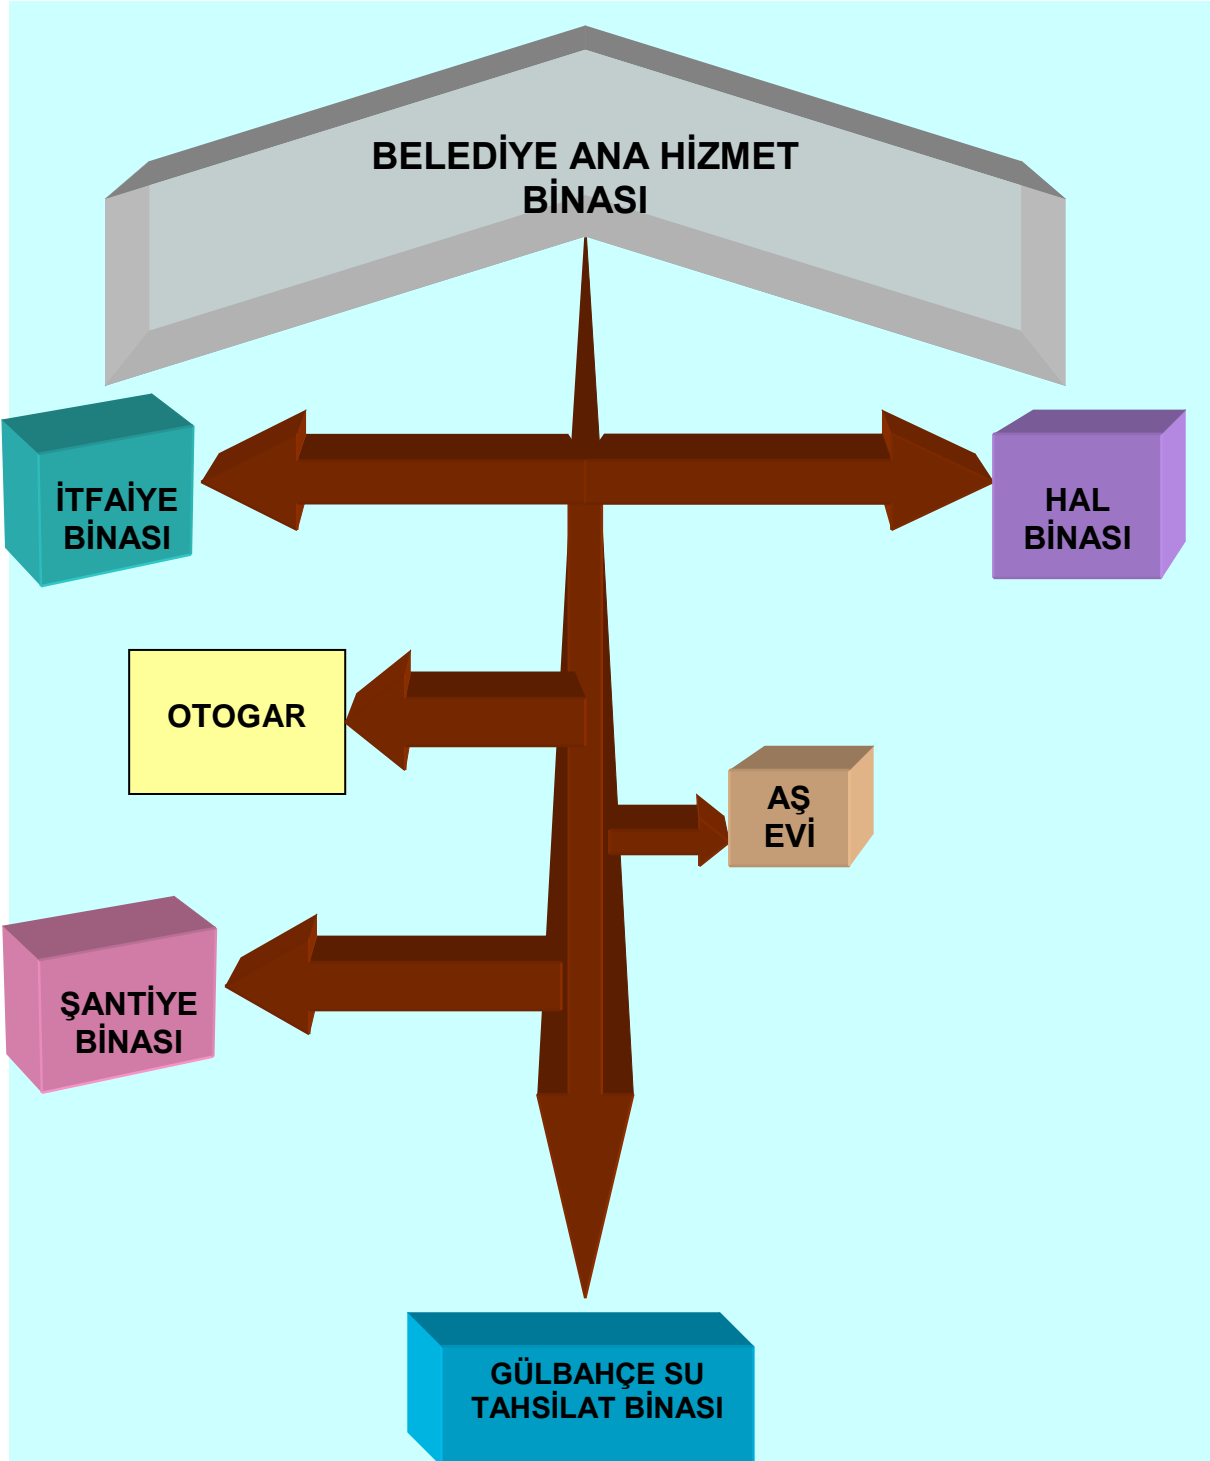 BELEDİYE ANA HİZMET
BİNASI
İTFAİYE
BİNASI
HAL
BİNASI
OTOGAR
AŞ
EVİ
ŞANTİYE
BİNASI
GÜLBAHÇE SU
TAHSİLAT BİNASI